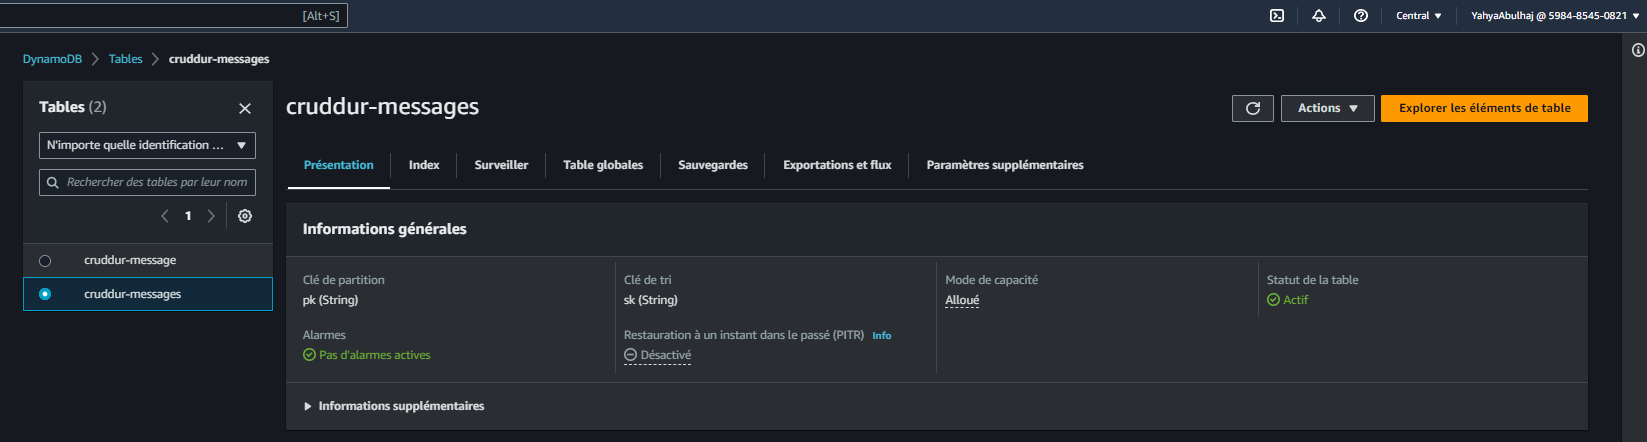 [Alt+S]
Central
YahyaAbulhaj @ 5984-8545-0821
DynamoDB
Tables
cruddur-messages
Tables (2)
N'importe quelle identification ...
Rechercher des tables par leur nom
1
cruddur-message
cruddur-messages
cruddur-messages
Actions
Explorer les éléments de table
Présentation
Index
Surveiller
Table globales
Sauvegardes
Exportations et flux
Paramètres supplémentaires
Informations générales
Clé de partition
pk (String)
Clé de tri
sk (String)
Mode de capacité
Alloué
Statut de la table
Actif
Alarmes
Pas d'alarmes actives
Restauration à un instant dans le passé (PITR) Info
Désactivé
Informations supplémentaires